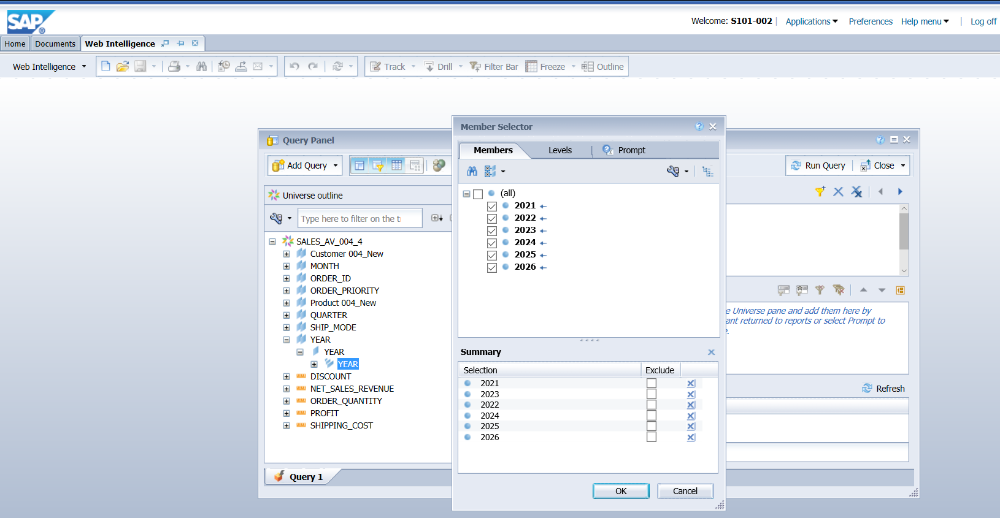 SAP
Welcome: S101-002 | Applications Preferences Help menu | Log off
Home Documents Web Intelligence
Web Intelligence Track Drill Filter Bar Freeze Outline
Query Panel
Add Query
Universe outline
Type here to filter on the t
SALES_AV_004_4
Customer 004_New
MONTH
ORDER_ID
ORDER_PRIORITY
Product 004_New
QUARTER
SHIP_MODE
YEAR
YEAR
YEAR
DISCOUNT
NET_SALES_REVENUE
ORDER_QUANTITY
PROFIT
SHIPPING_COST
Query 1
Member Selector
Members Levels Prompt
(all)
2021
2022
2023
2024
2025
2026
Summary
Selection Exclude
2021
2023
2022
2024
2025
2026
OK Cancel
Run Query Close
e Universe pane and add them here by
ant returned to reports or select Prompt to
Refresh